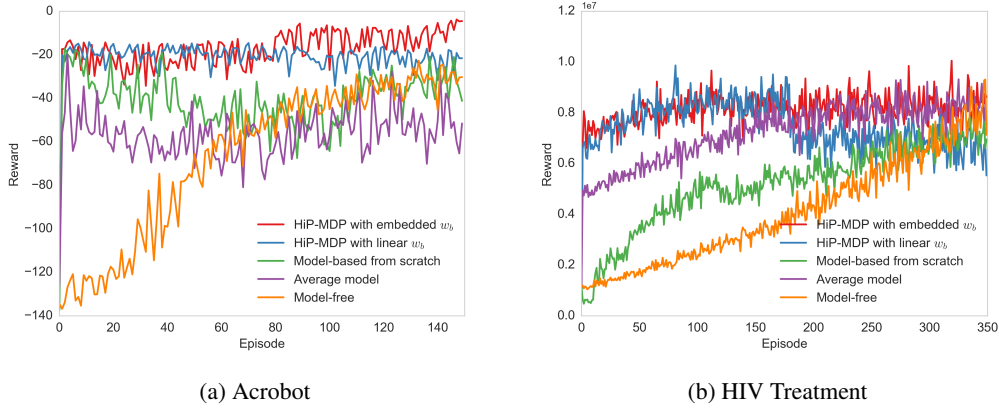 0
−20
−40
−60
−80
−100
−120
−140
Reward
0
20
40
60
80
100
120
140
Episode
HiP-MDP with embedded w_b
HiP-MDP with linear w_b
Model-based from scratch
Average model
Model-free
(a) Acrobot
1e7
1.2
1.0
0.8
0.6
0.4
0.2
0.0
Reward
0
50
100
150
200
250
300
350
Episode
HiP-MDP with embedded w_b
HiP-MDP with linear w_b
Model-based from scratch
Average model
Model-free
(b) HIV Treatment